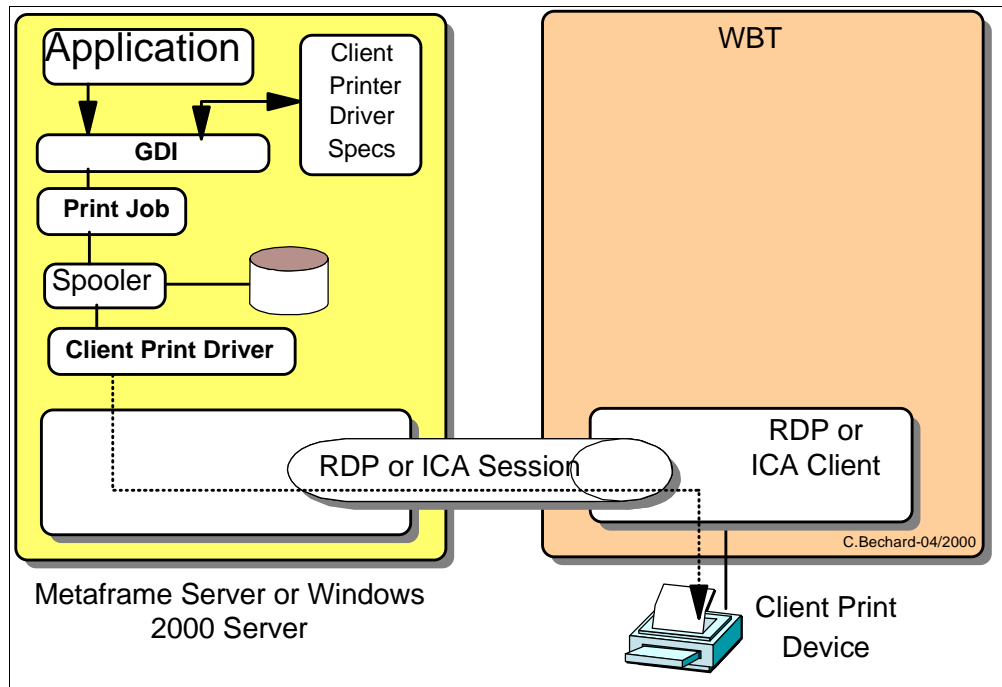 Application
Client
Printer
Driver
Specs
GDI
Print Job
Spooler
Client Print Driver
WBT
RDP or ICA Session
RDP or
ICA Client
C.Bechard-04/2000
Metaframe Server or Windows
2000 Server
Client Print
Device